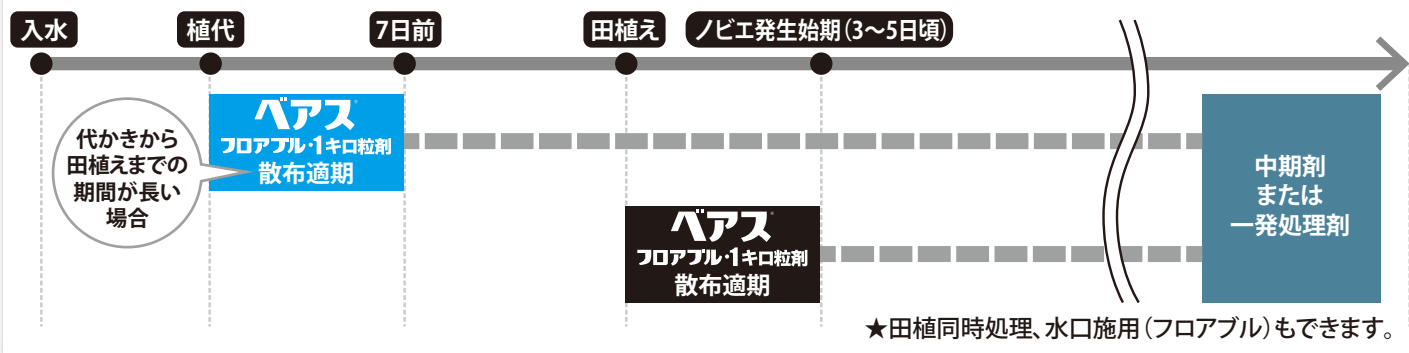 入水
植代
7日前
田植え
ノビエ発生始期(3〜5日頃)
代かきから
田植えまでの
期間が長い
場合
ベアス
フロアブル・1キロ粒剤
散布適期
ベアス
フロアブル・1キロ粒剤
散布適期
中期剤
または
一発処理剤
★田植同時処理、水口施用(フロアブル)もできます。